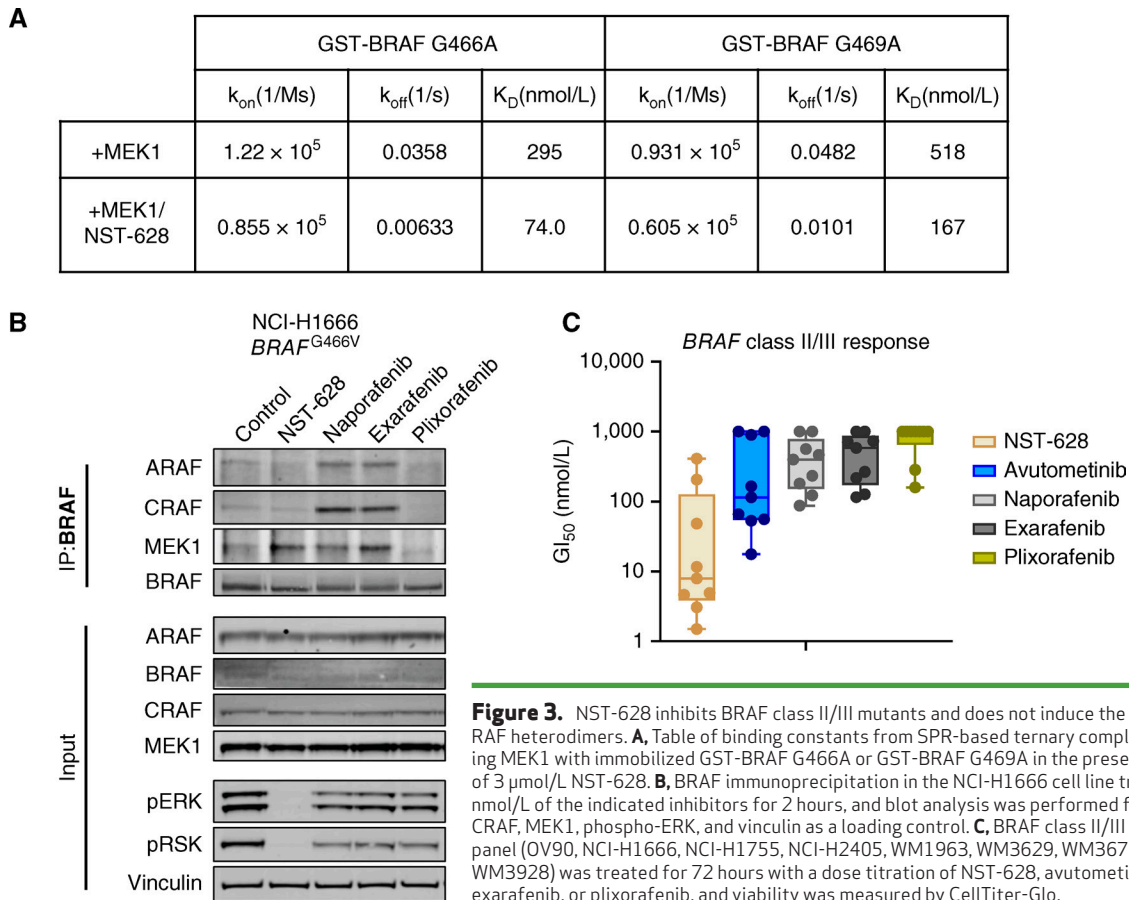 A
GST-BRAF G466A GST-BRAF G469A
kon(1/Ms) koff(1/s) KD(nmol/L) kon(1/Ms) koff(1/s) KD(nmol/L)
+MEK1 1.22 × 10⁵ 0.0358 295 0.931 × 10⁵ 0.0482 518
+MEK1/
NST-628 0.855 × 10⁵ 0.00633 74.0 0.605 × 10⁵ 0.0101 167
B
NCI-H1666
BRAF G466V
Control NST-628 Naporafenib Exarafenib Plixorafenib
IP:BRAF
ARAF
CRAF
MEK1
BRAF
Input
ARAF
BRAF
CRAF
MEK1
pERK
pRSK
Vinculin
C
BRAF class II/III response
GI50 (nmol/L)
10,000
1,000
100
10
1
NST-628
Avutometinib
Naporafenib
Exarafenib
Plixorafenib
Figure 3. NST-628 inhibits BRAF class II/III mutants and does not induce the
RAF heterodimers. A, Table of binding constants from SPR-based ternary compl
ing MEK1 with immobilized GST-BRAF G466A or GST-BRAF G469A in the prese
of 3 μmol/L NST-628. B, BRAF immunoprecipitation in the NCI-H1666 cell line tr
nmol/L of the indicated inhibitors for 2 hours, and blot analysis was performed f
CRAF, MEK1, phospho-ERK, and vinculin as a loading control. C, BRAF class II/III
panel (OV90, NCI-H1666, NCI-H1755, NCI-H2405, WM1963, WM3629, WM367
WM3928) was treated for 72 hours with a dose titration of NST-628, avutometi
exarafenib, or plixorafenib, and viability was measured by CellTiter-Glo.